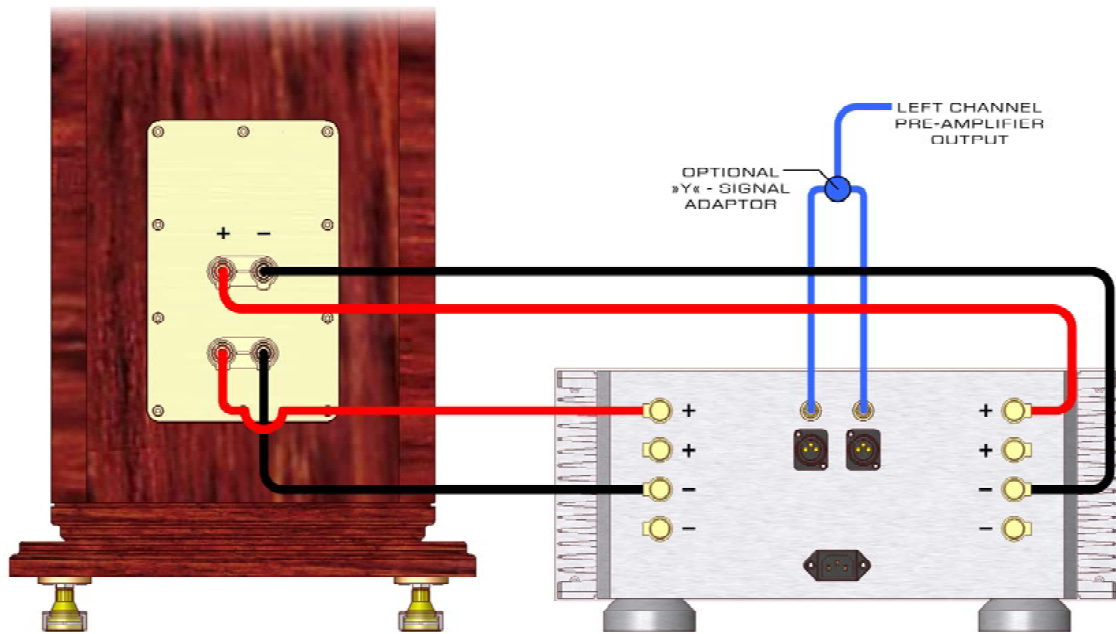 LEFT CHANNEL
PRE-AMPLIFIER
OUTPUT
OPTIONAL
»Y« - SIGNAL
ADAPTOR
+ −
+ +
+ +
− −
− −